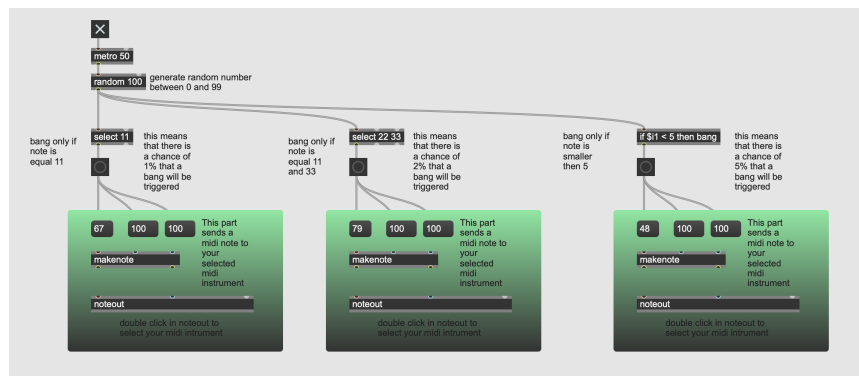 metro 50
random 100
generate random number
between 0 and 99
bang only if
note is
equal 11
select 11
this means
that there is
a chance of
1% that a
bang will be
triggered
bang only if
note is
equal 11
and 33
select 22 33
this means
that there is
a chance of
2% that a
bang will be
triggered
bang only if
note is
smaller
then 5
if $i1 < 5 then bang
this means
that there is
a chance of
5% that a
bang will be
triggered
67
100
100
This part
sends a
midi note to
your
selected
midi
instrument
makenote
noteout
double click in noteout to
select your midi intrument
79
100
100
This part
sends a
midi note to
your
selected
midi
instrument
makenote
noteout
double click in noteout to
select your midi intrument
48
100
100
This part
sends a
midi note to
your
selected
midi
instrument
makenote
noteout
double click in noteout to
select your midi intrument